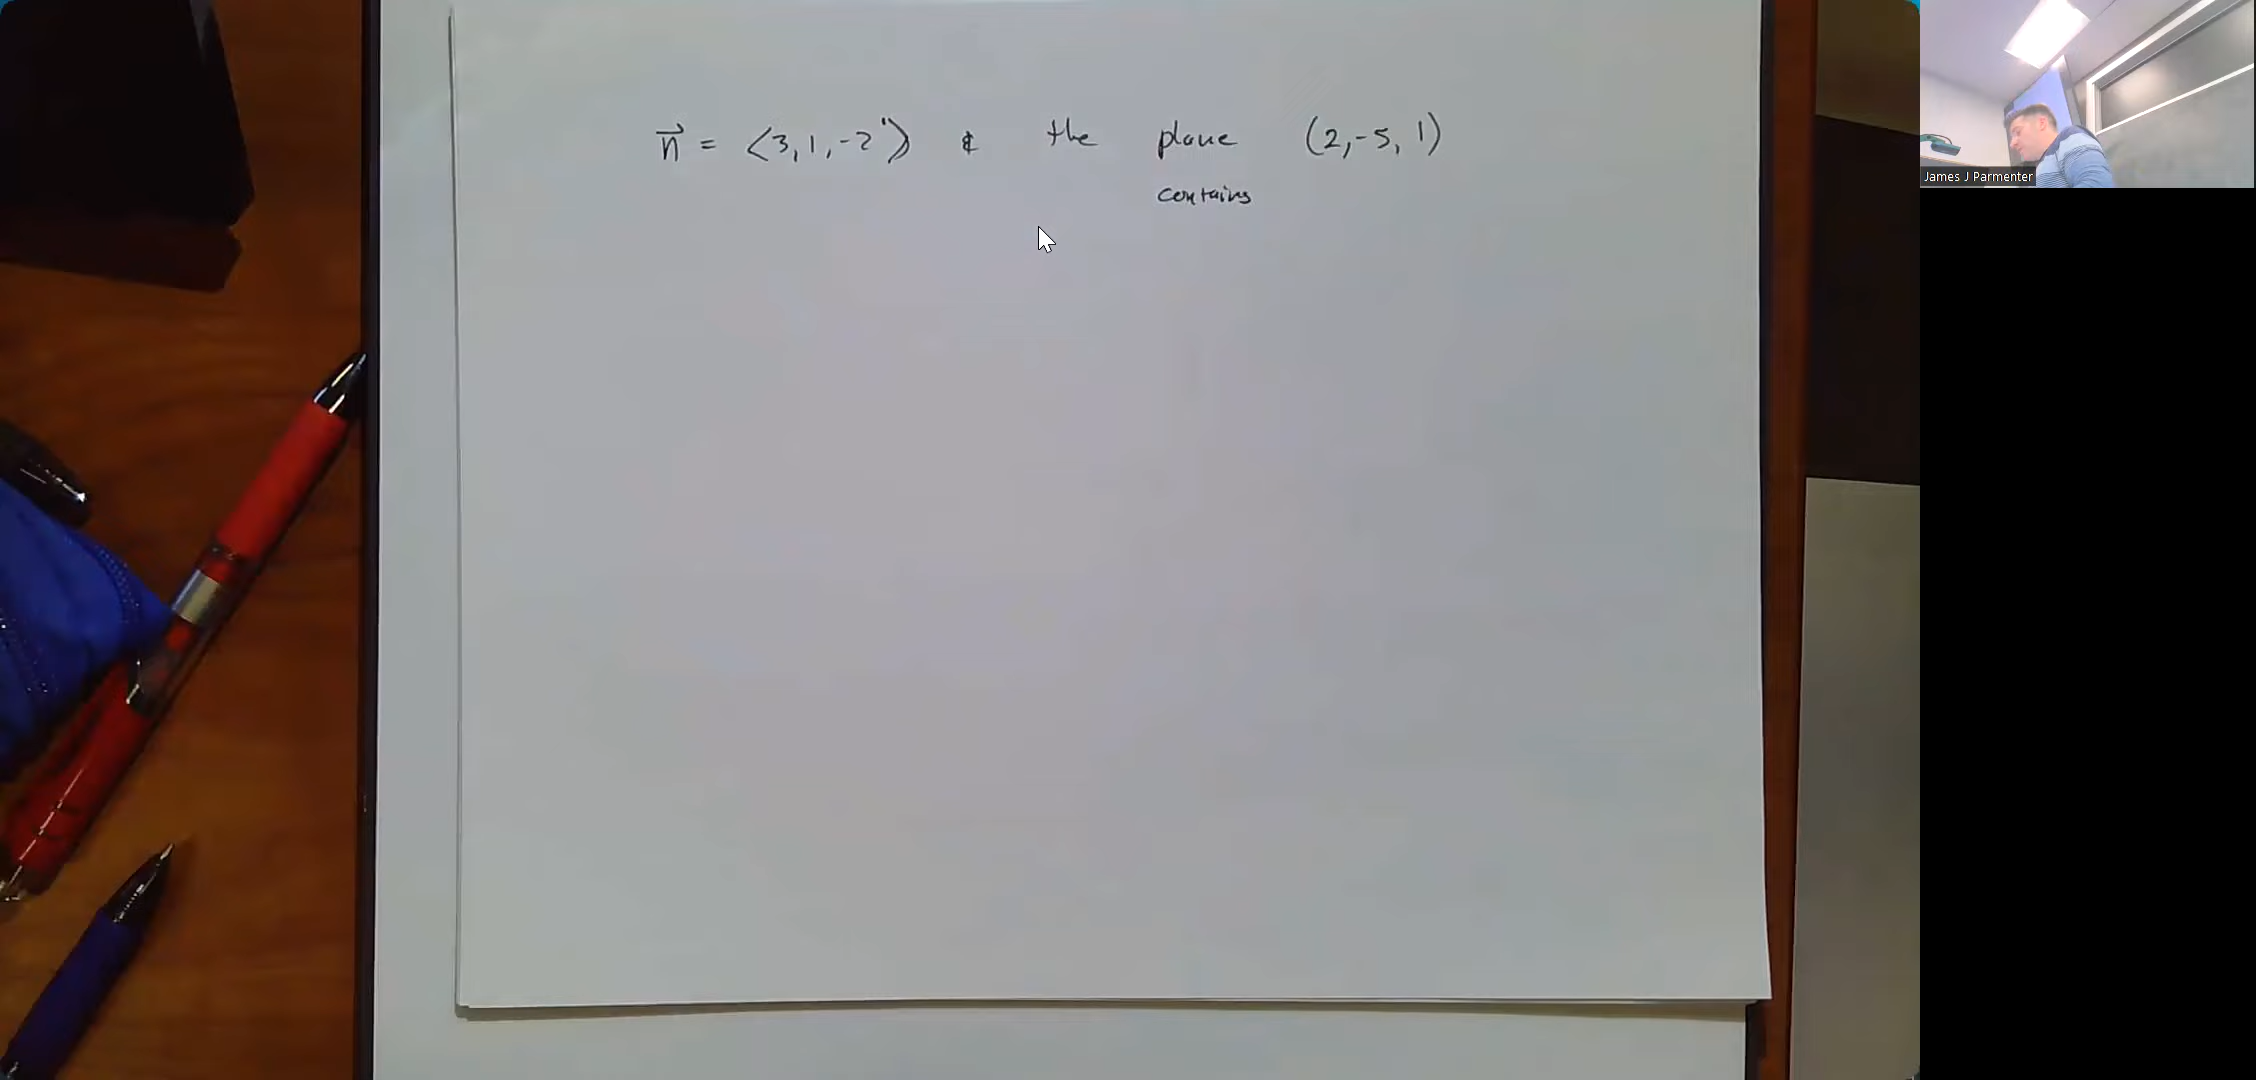 n⃗ = ⟨3, 1, -2⟩ & the plane (2, -5, 1)
contains
James J Parmenter